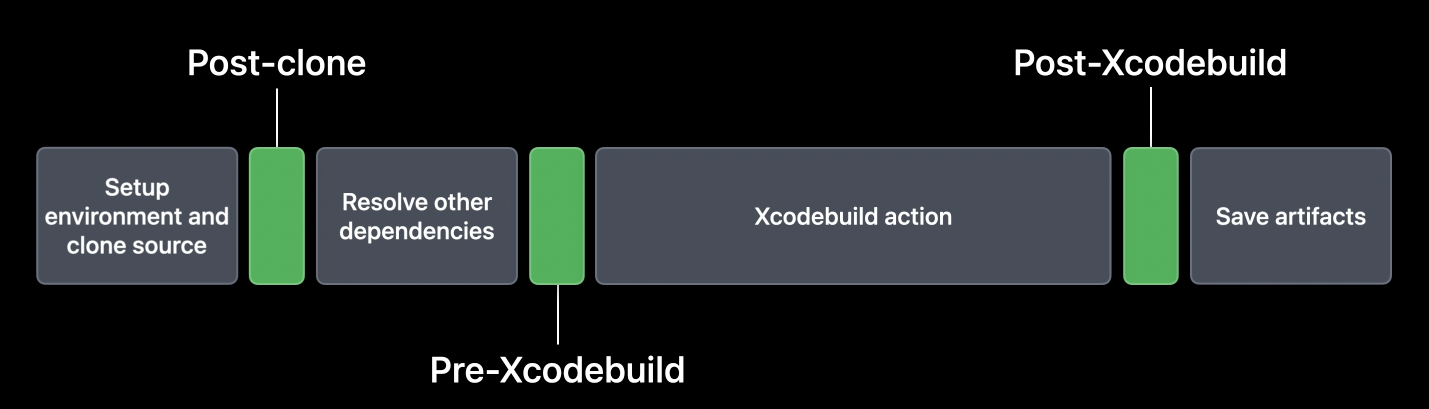 Post-clone
Post-Xcodebuild
Setup
environment and
clone source
Resolve other
dependencies
Xcodebuild action
Save artifacts
Pre-Xcodebuild